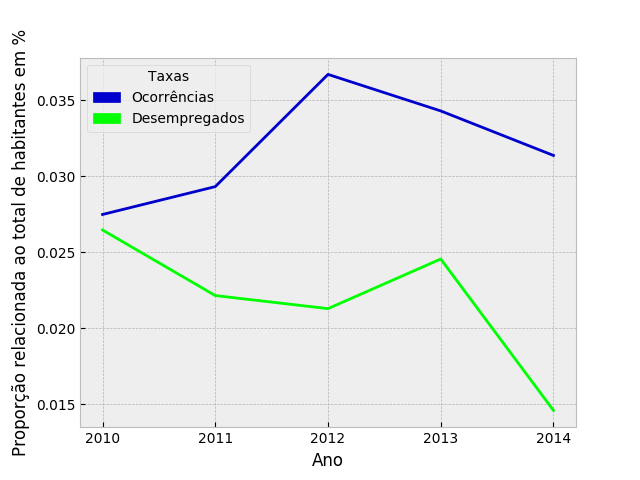 Proporção relacionada ao total de habitantes em %
Taxas
Ocorrências
Desempregados
0.035
0.030
0.025
0.020
0.015
2010 2011 2012 2013 2014
Ano